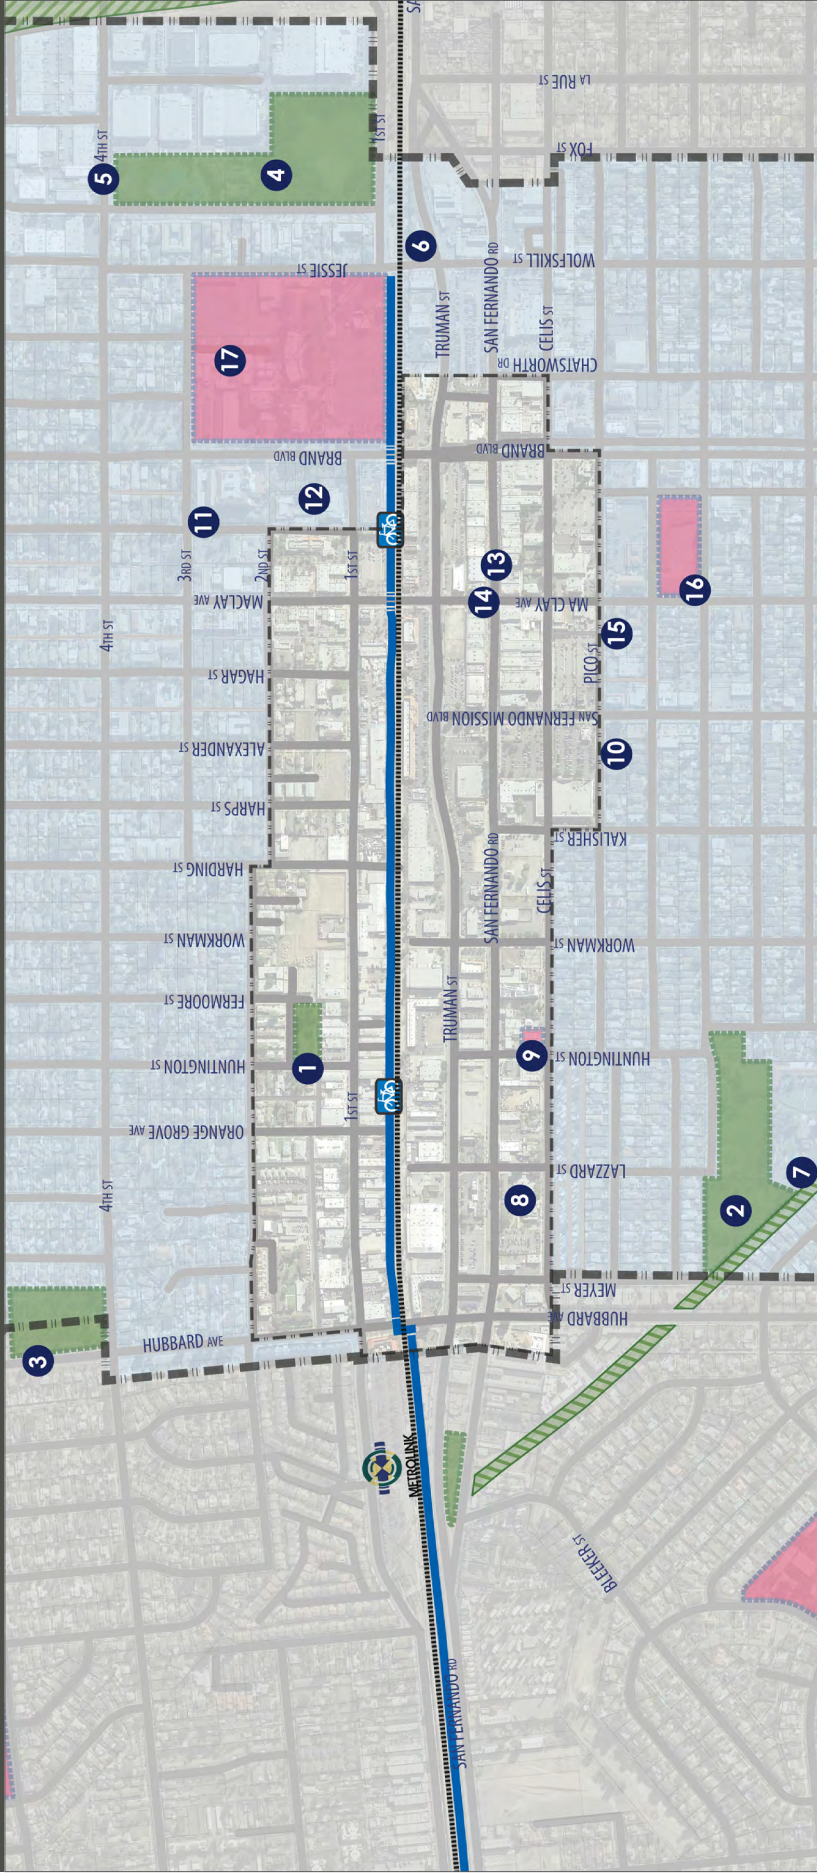 SA
LA RUE ST
FOX ST
1ST ST
4TH ST
5
4
6
WOLFSKILL ST
JESSIE ST
SAN FERNANDO RD
TRUMAN ST
CELIS ST
CHATSWORTH DR
17
BRAND BLVD
BRAND BLVD
12
11
3RD ST
2ND ST
1ST ST
13
14
16
MACLAY AVE
MA CLAY AVE
15
4TH ST
PICO ST
HAGAR ST
SAN FERNANDO MISSION BLVD
ALEXANDER ST
10
HARPS ST
KALISHER ST
HARDING ST
SAN FERNANDO RD
CELIS ST
WORKMAN ST
WORKMAN ST
FERMOORE ST
TRUMAN ST
9
1
HUNTINGTON ST
HUNTINGTON ST
1ST ST
ORANGE GROVE AVE
LAZZARD ST
4TH ST
8
2
7
MEYER ST
HUBBARD AVE
HUBBARD AVE
3
METROLINK
BLEEKER ST
SAN FERNANDO RD